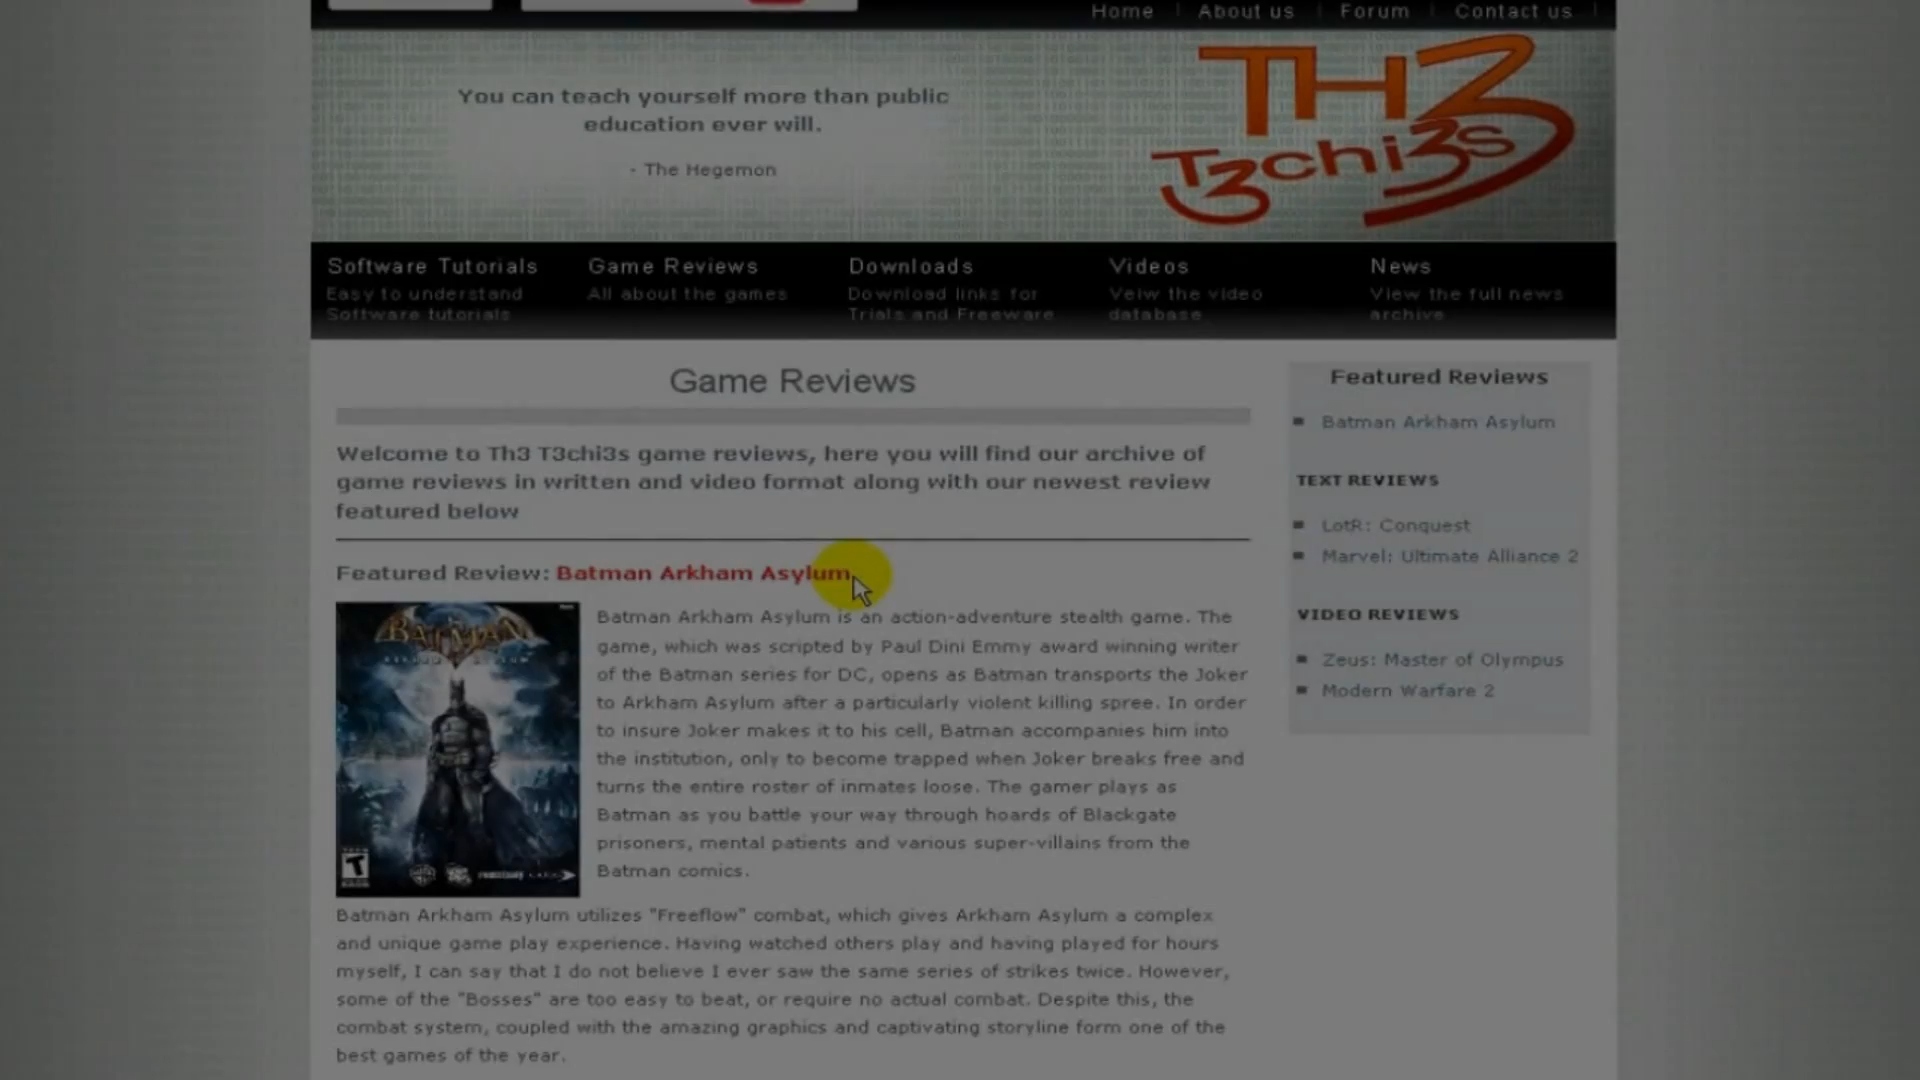 Home | About us | Forum | Contact us |
You can teach yourself more than public
education ever will.
- The Hegemon
TH3
T3chi3s
Software Tutorials
Easy to understand
Software tutorials
Game Reviews
All about the games
Downloads
Download links for
Trials and Freeware
Videos
Veiw the video
database
News
View the full news
archive
Game Reviews
Welcome to Th3 T3chi3s game reviews, here you will find our archive of
game reviews in written and video format along with our newest review
featured below
Featured Review: Batman Arkham Asylum
BATMAN
ARKHAM ASYLUM
T
Batman Arkham Asylum is an action-adventure stealth game. The
game, which was scripted by Paul Dini Emmy award winning writer
of the Batman series for DC, opens as Batman transports the Joker
to Arkham Asylum after a particularly violent killing spree. In order
to insure Joker makes it to his cell, Batman accompanies him into
the institution, only to become trapped when Joker breaks free and
turns the entire roster of inmates loose. The gamer plays as
Batman as you battle your way through hoards of Blackgate
prisoners, mental patients and various super-villains from the
Batman comics.
Batman Arkham Asylum utilizes "Freeflow" combat, which gives Arkham Asylum a complex
and unique game play experience. Having watched others play and having played for hours
myself, I can say that I do not believe I ever saw the same series of strikes twice. However,
some of the "Bosses" are too easy to beat, or require no actual combat. Despite this, the
combat system, coupled with the amazing graphics and captivating storyline form one of the
best games of the year.
Featured Reviews
Batman Arkham Asylum
TEXT REVIEWS
LotR: Conquest
Marvel: Ultimate Alliance 2
VIDEO REVIEWS
Zeus: Master of Olympus
Modern Warfare 2